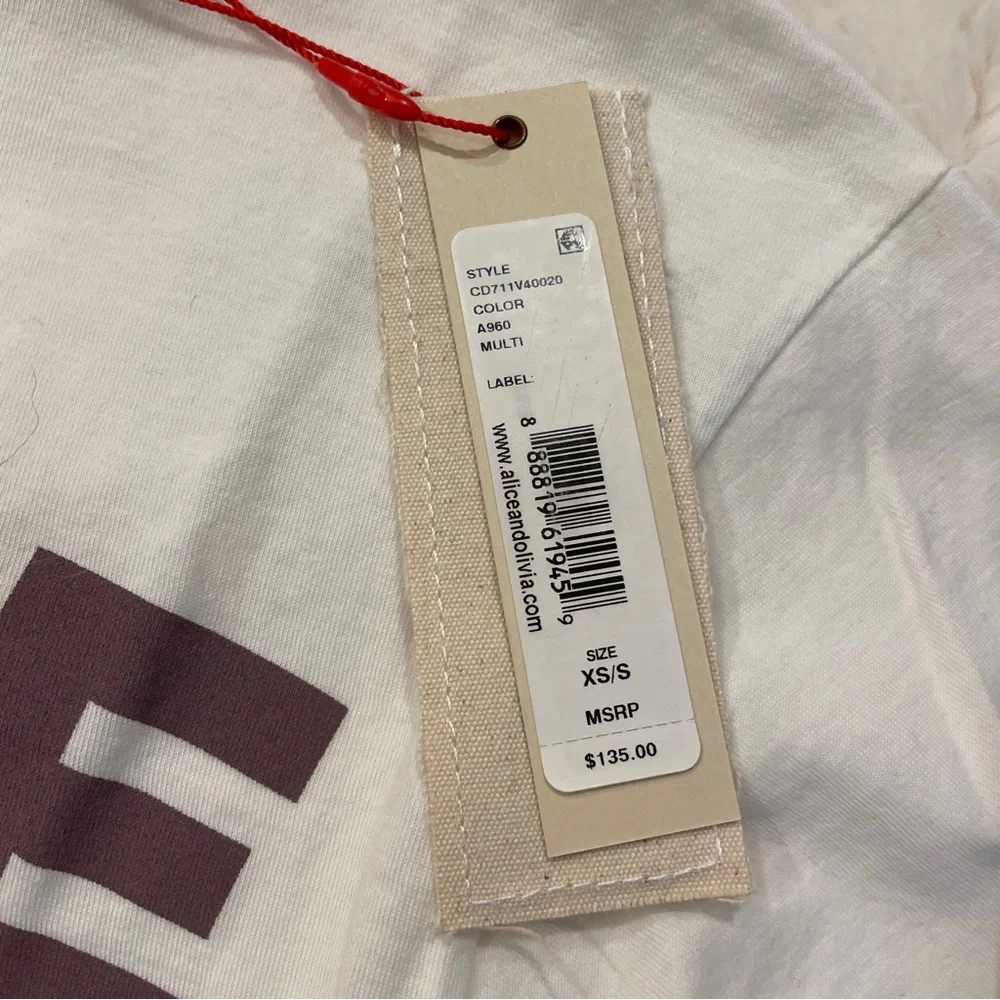 STYLE
CD711V40020
COLOR
A960
MULTI
LABEL:
8 88819 61945 9
www.aliceandolivia.com
SIZE
XS/S
MSRP
$135.00